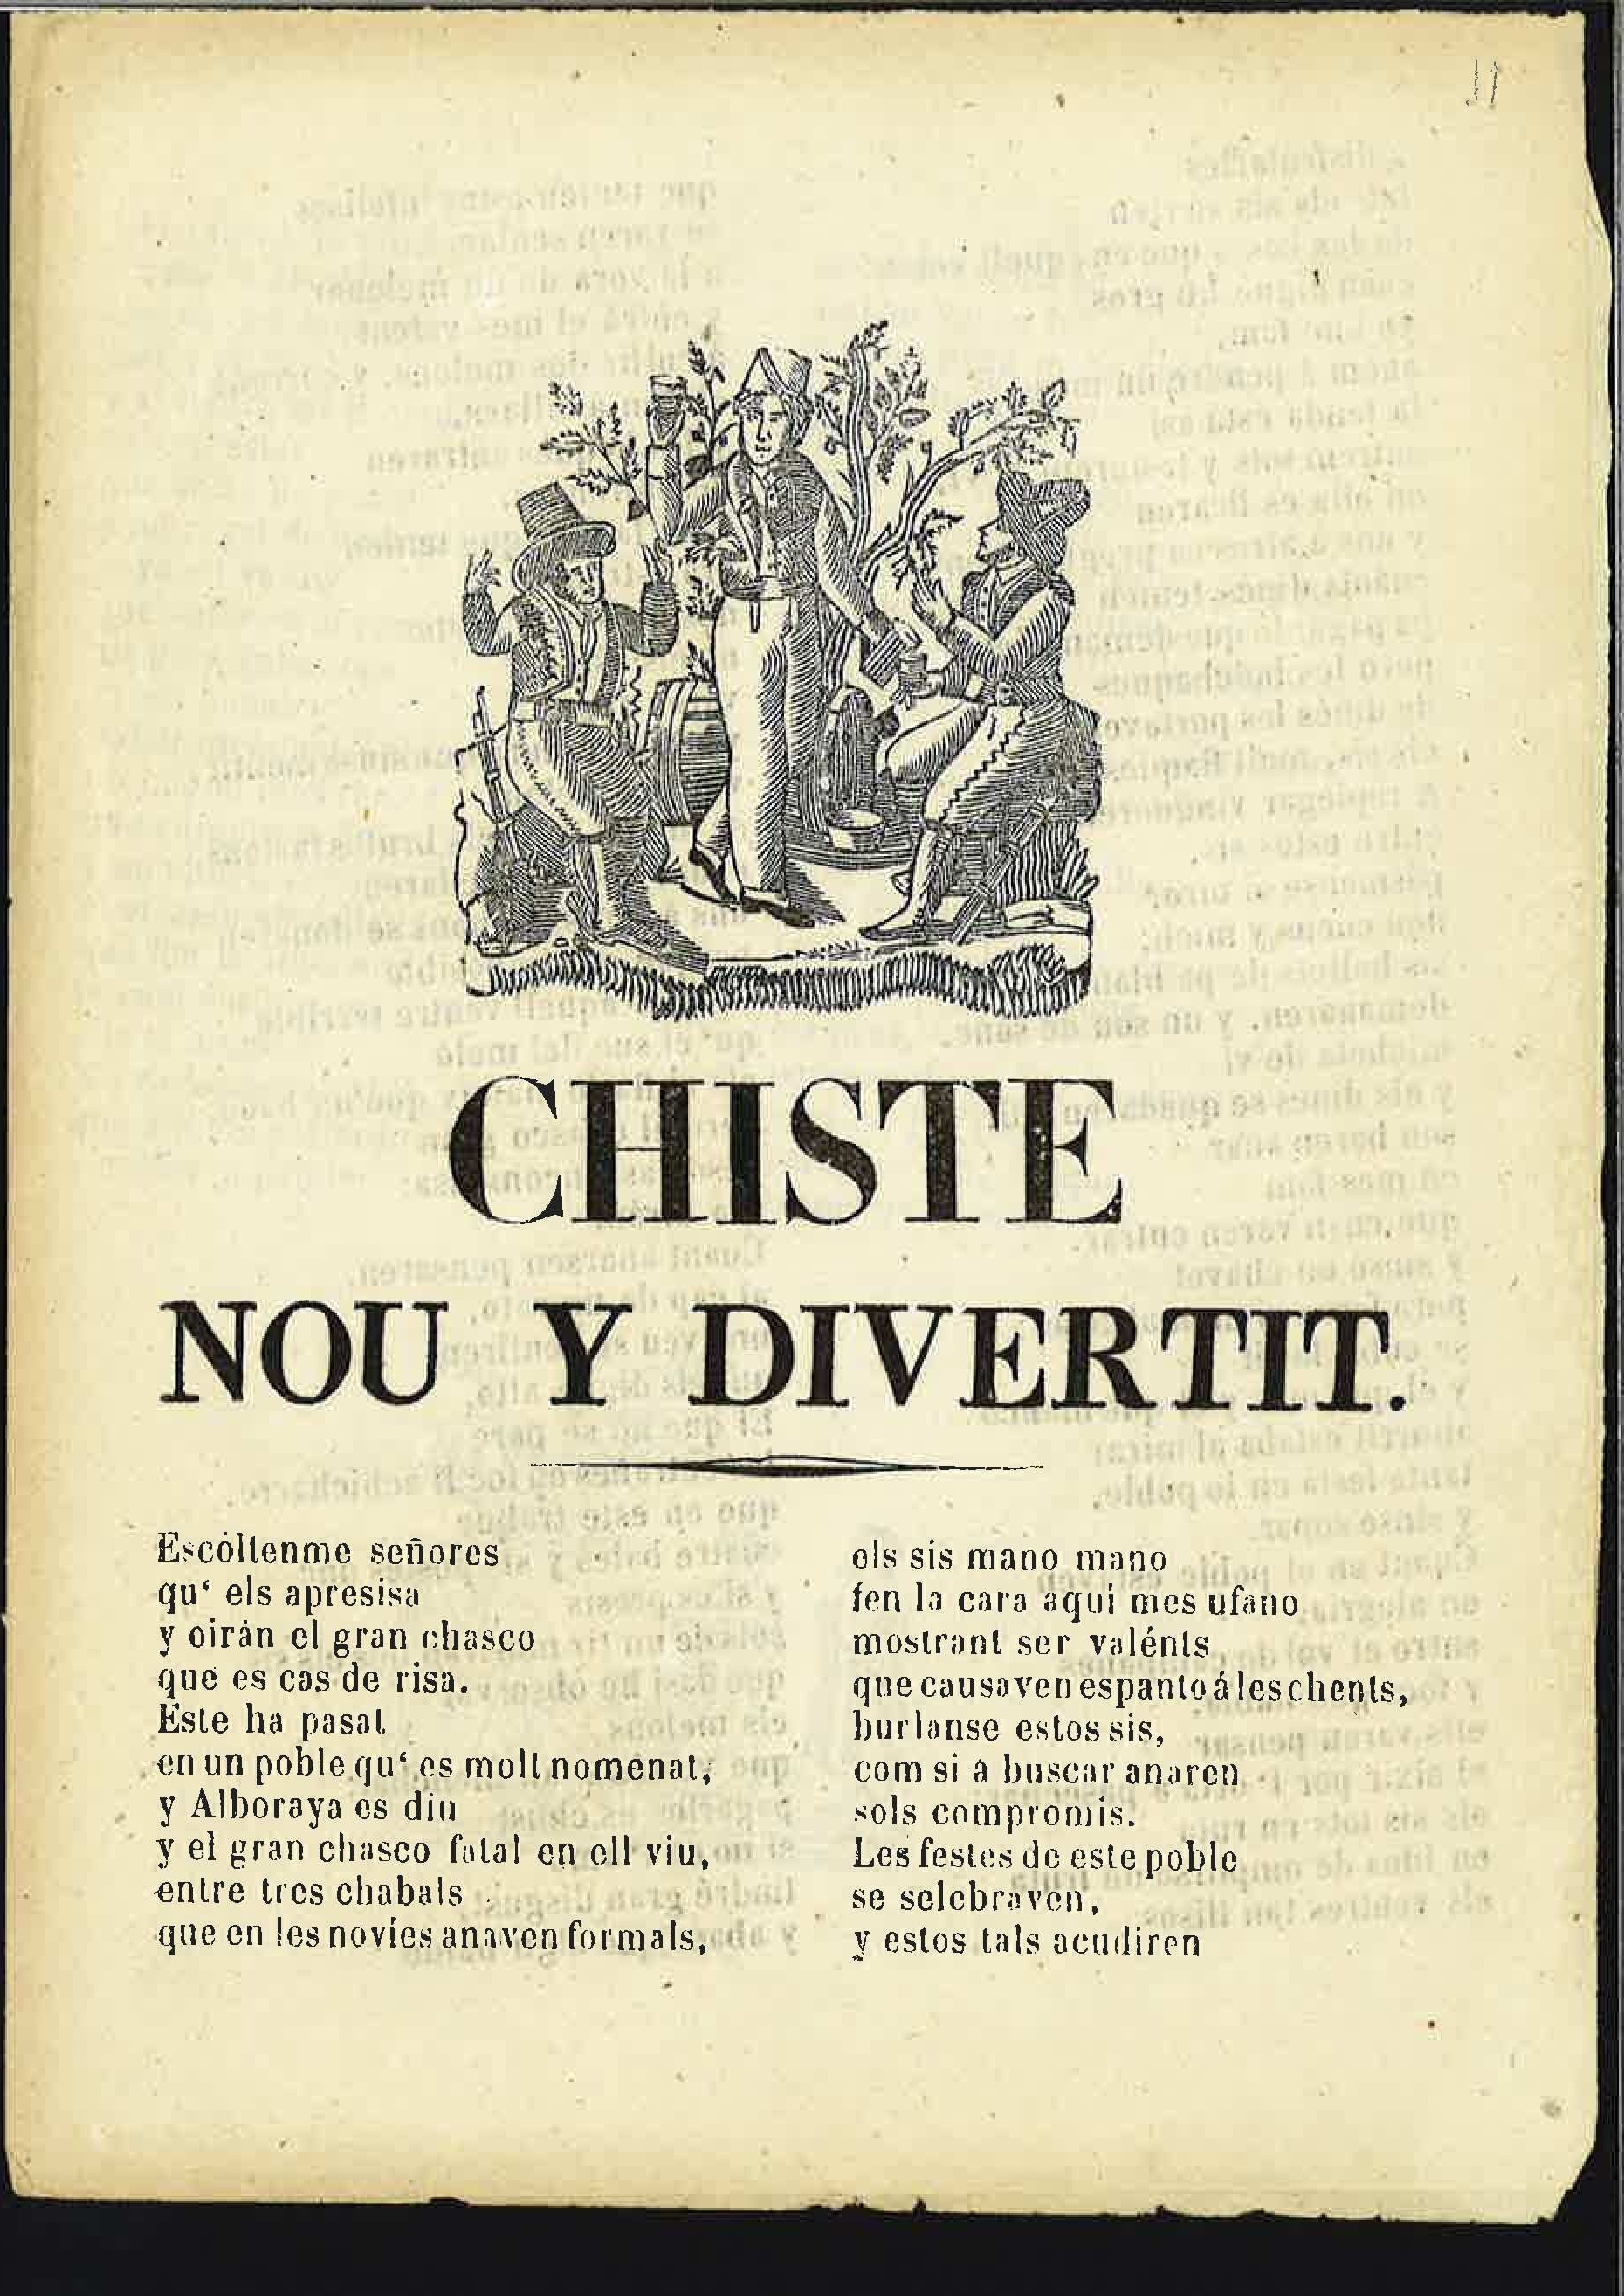 11
CHISTE
NOU Y DIVERTIT.
Escóltenme señores
qu‘ els apresisa
y oirán el gran chasco
que es cas de risa.
Este ha pasat
en un poble qu‘ es molt nomenat,
y Alboraya es diu
y el gran chasco fatal en ell viu,
entre tres chabals
que en les novies anaven formals,
els sis mano mano
fen la cara aquí mes ufano
mostrant ser valénts
que causaven espanto á les chents,
burlanse estos sis,
com si á buscar anaren
sols compromis.
Les festes de este poble
se selebraven,
y estos tals acudiren